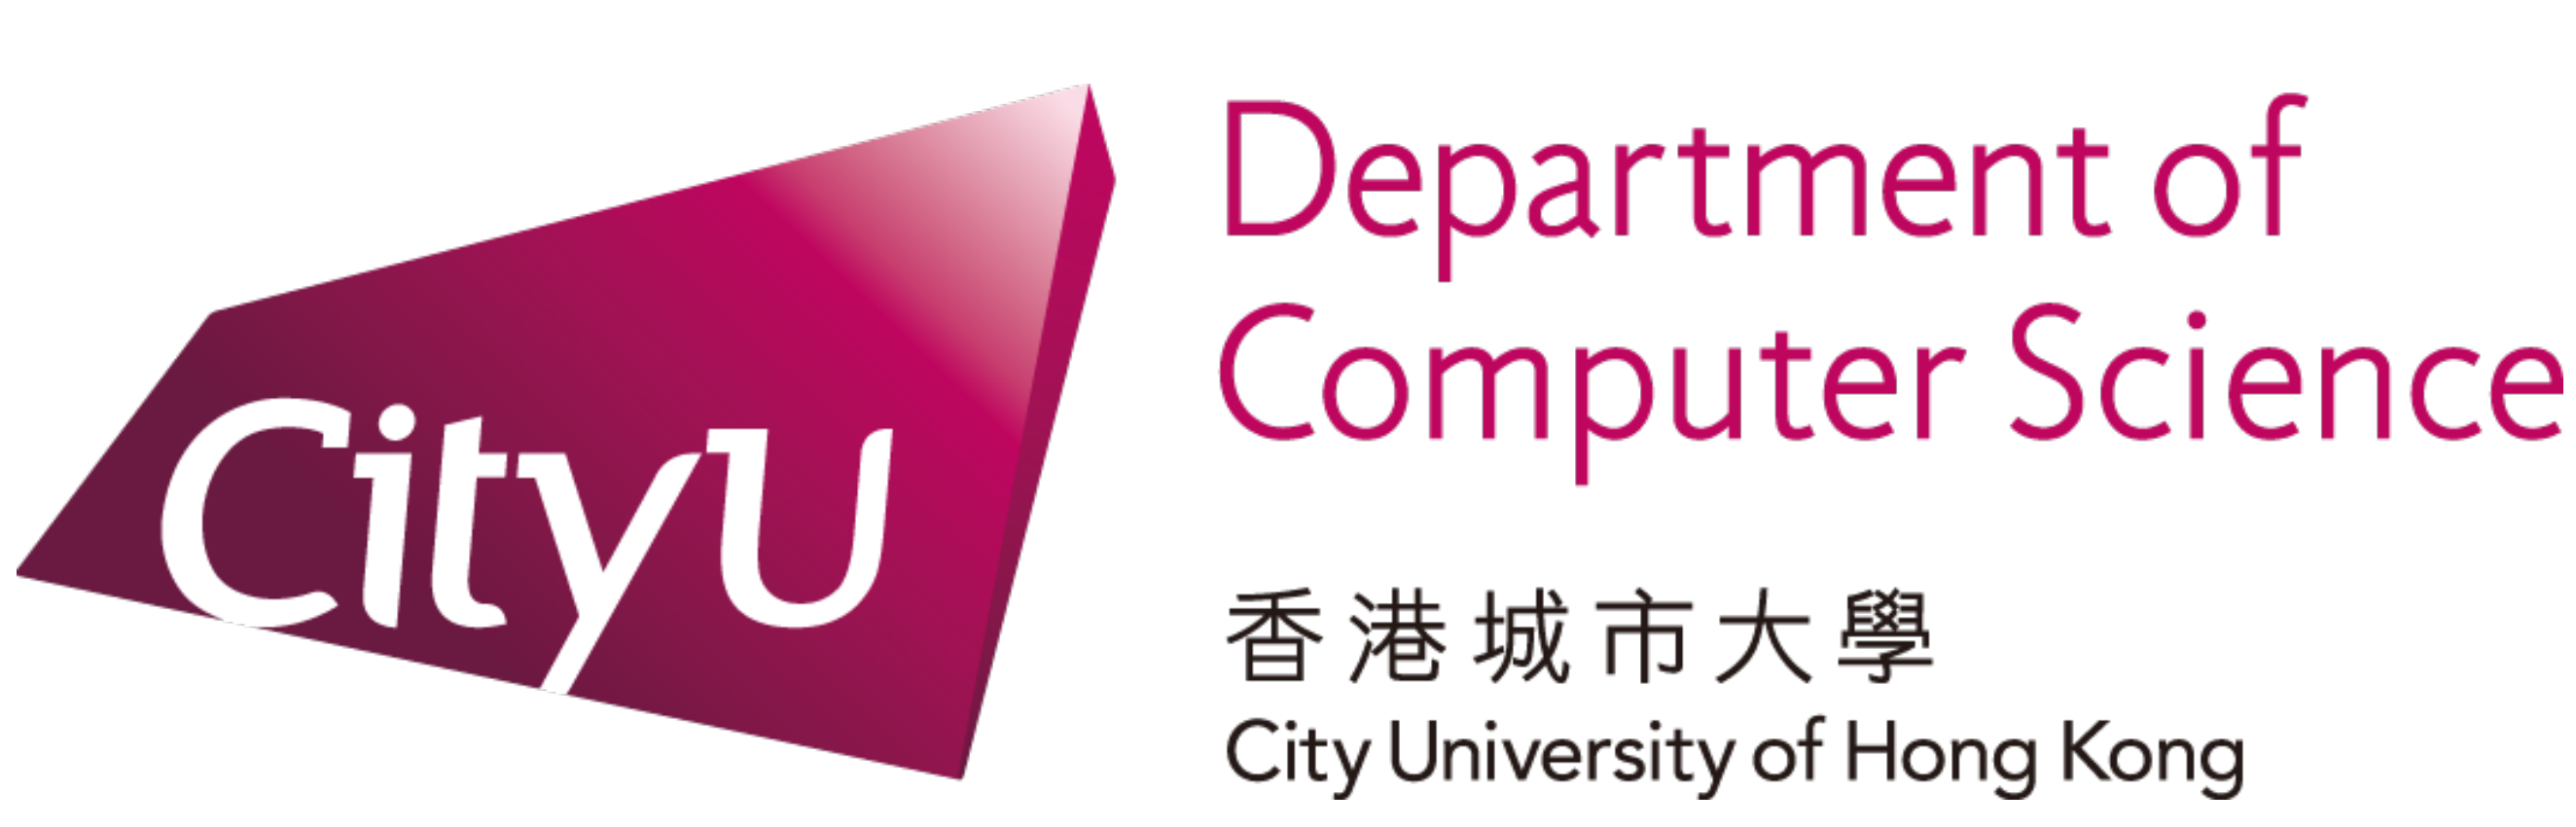 CityU
Department of
Computer Science
香港城市大學
City University of Hong Kong